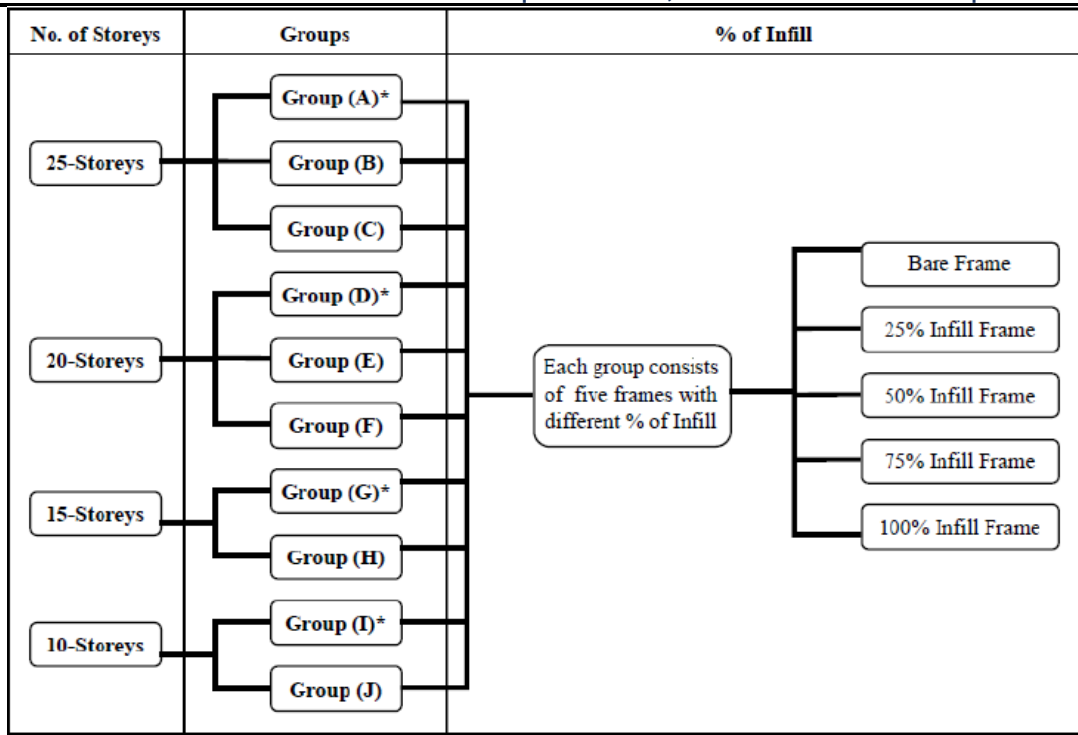 No. of Storeys
Groups
% of Infill
25-Storeys
Group (A)*
Group (B)
Group (C)
20-Storeys
Group (D)*
Group (E)
Group (F)
15-Storeys
Group (G)*
Group (H)
10-Storeys
Group (I)*
Group (J)
Each group consists
of five frames with
different % of Infill
Bare Frame
25% Infill Frame
50% Infill Frame
75% Infill Frame
100% Infill Frame